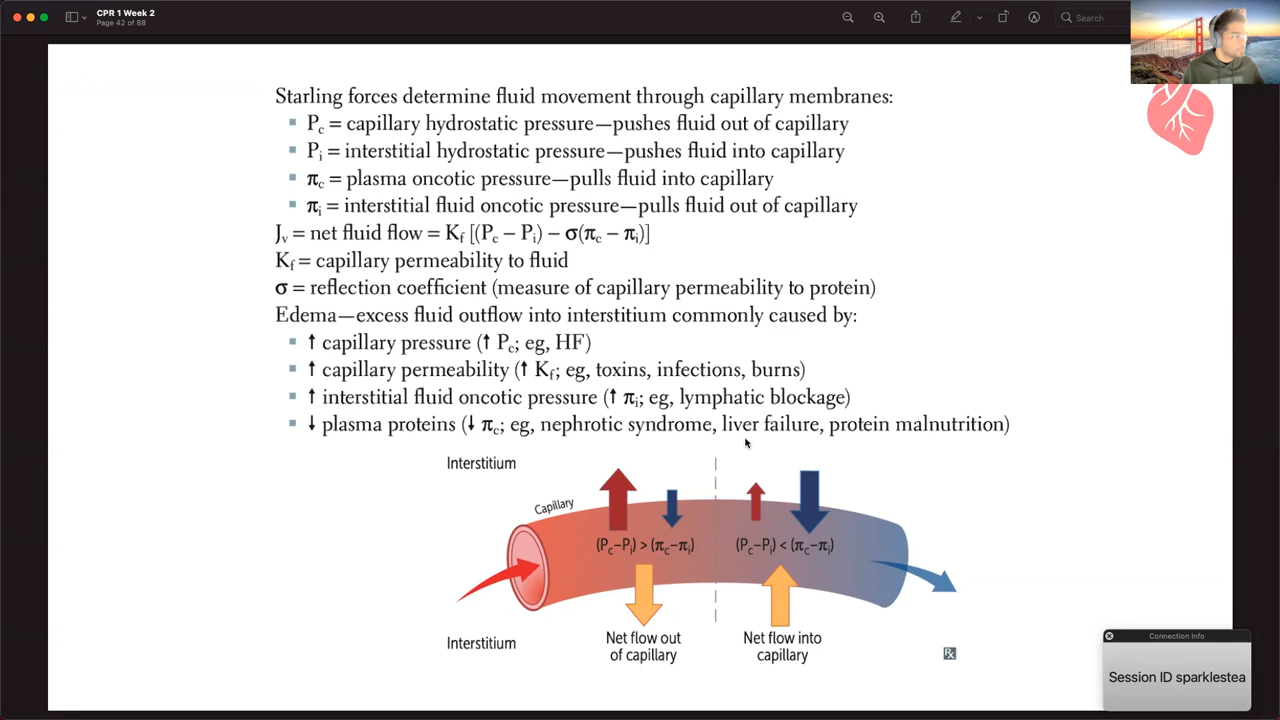 CPR 1 Week 2
Page 42 of 88
Search
Starling forces determine fluid movement through capillary membranes:
▪ Pc = capillary hydrostatic pressure—pushes fluid out of capillary
▪ Pi = interstitial hydrostatic pressure—pushes fluid into capillary
▪ πc = plasma oncotic pressure—pulls fluid into capillary
▪ πi = interstitial fluid oncotic pressure—pulls fluid out of capillary
Jv = net fluid flow = Kf [(Pc − Pi) − σ(πc − πi)]
Kf = capillary permeability to fluid
σ = reflection coefficient (measure of capillary permeability to protein)
Edema—excess fluid outflow into interstitium commonly caused by:
▪ ↑ capillary pressure (↑ Pc; eg, HF)
▪ ↑ capillary permeability (↑ Kf; eg, toxins, infections, burns)
▪ ↑ interstitial fluid oncotic pressure (↑ πi; eg, lymphatic blockage)
▪ ↓ plasma proteins (↓ πc; eg, nephrotic syndrome, liver failure, protein malnutrition)
Interstitium
Capillary
(Pc−Pi) > (πc−πi)
(Pc−Pi) < (πc−πi)
Net flow out
of capillary
Net flow into
capillary
Interstitium
Rx
Connection Info
Session ID sparklestea